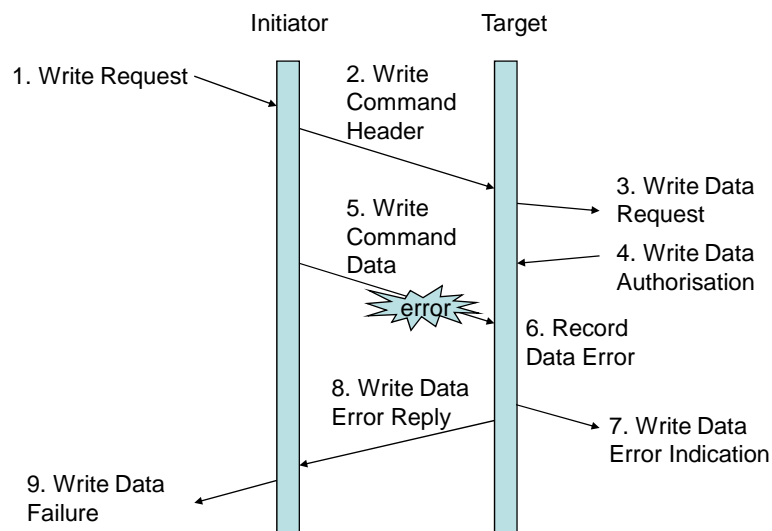 Initiator
Target
1. Write Request
2. Write
Command
Header
3. Write Data
Request
4. Write Data
Authorisation
5. Write
Command
Data
error
6. Record
Data Error
7. Write Data
Error Indication
8. Write Data
Error Reply
9. Write Data
Failure